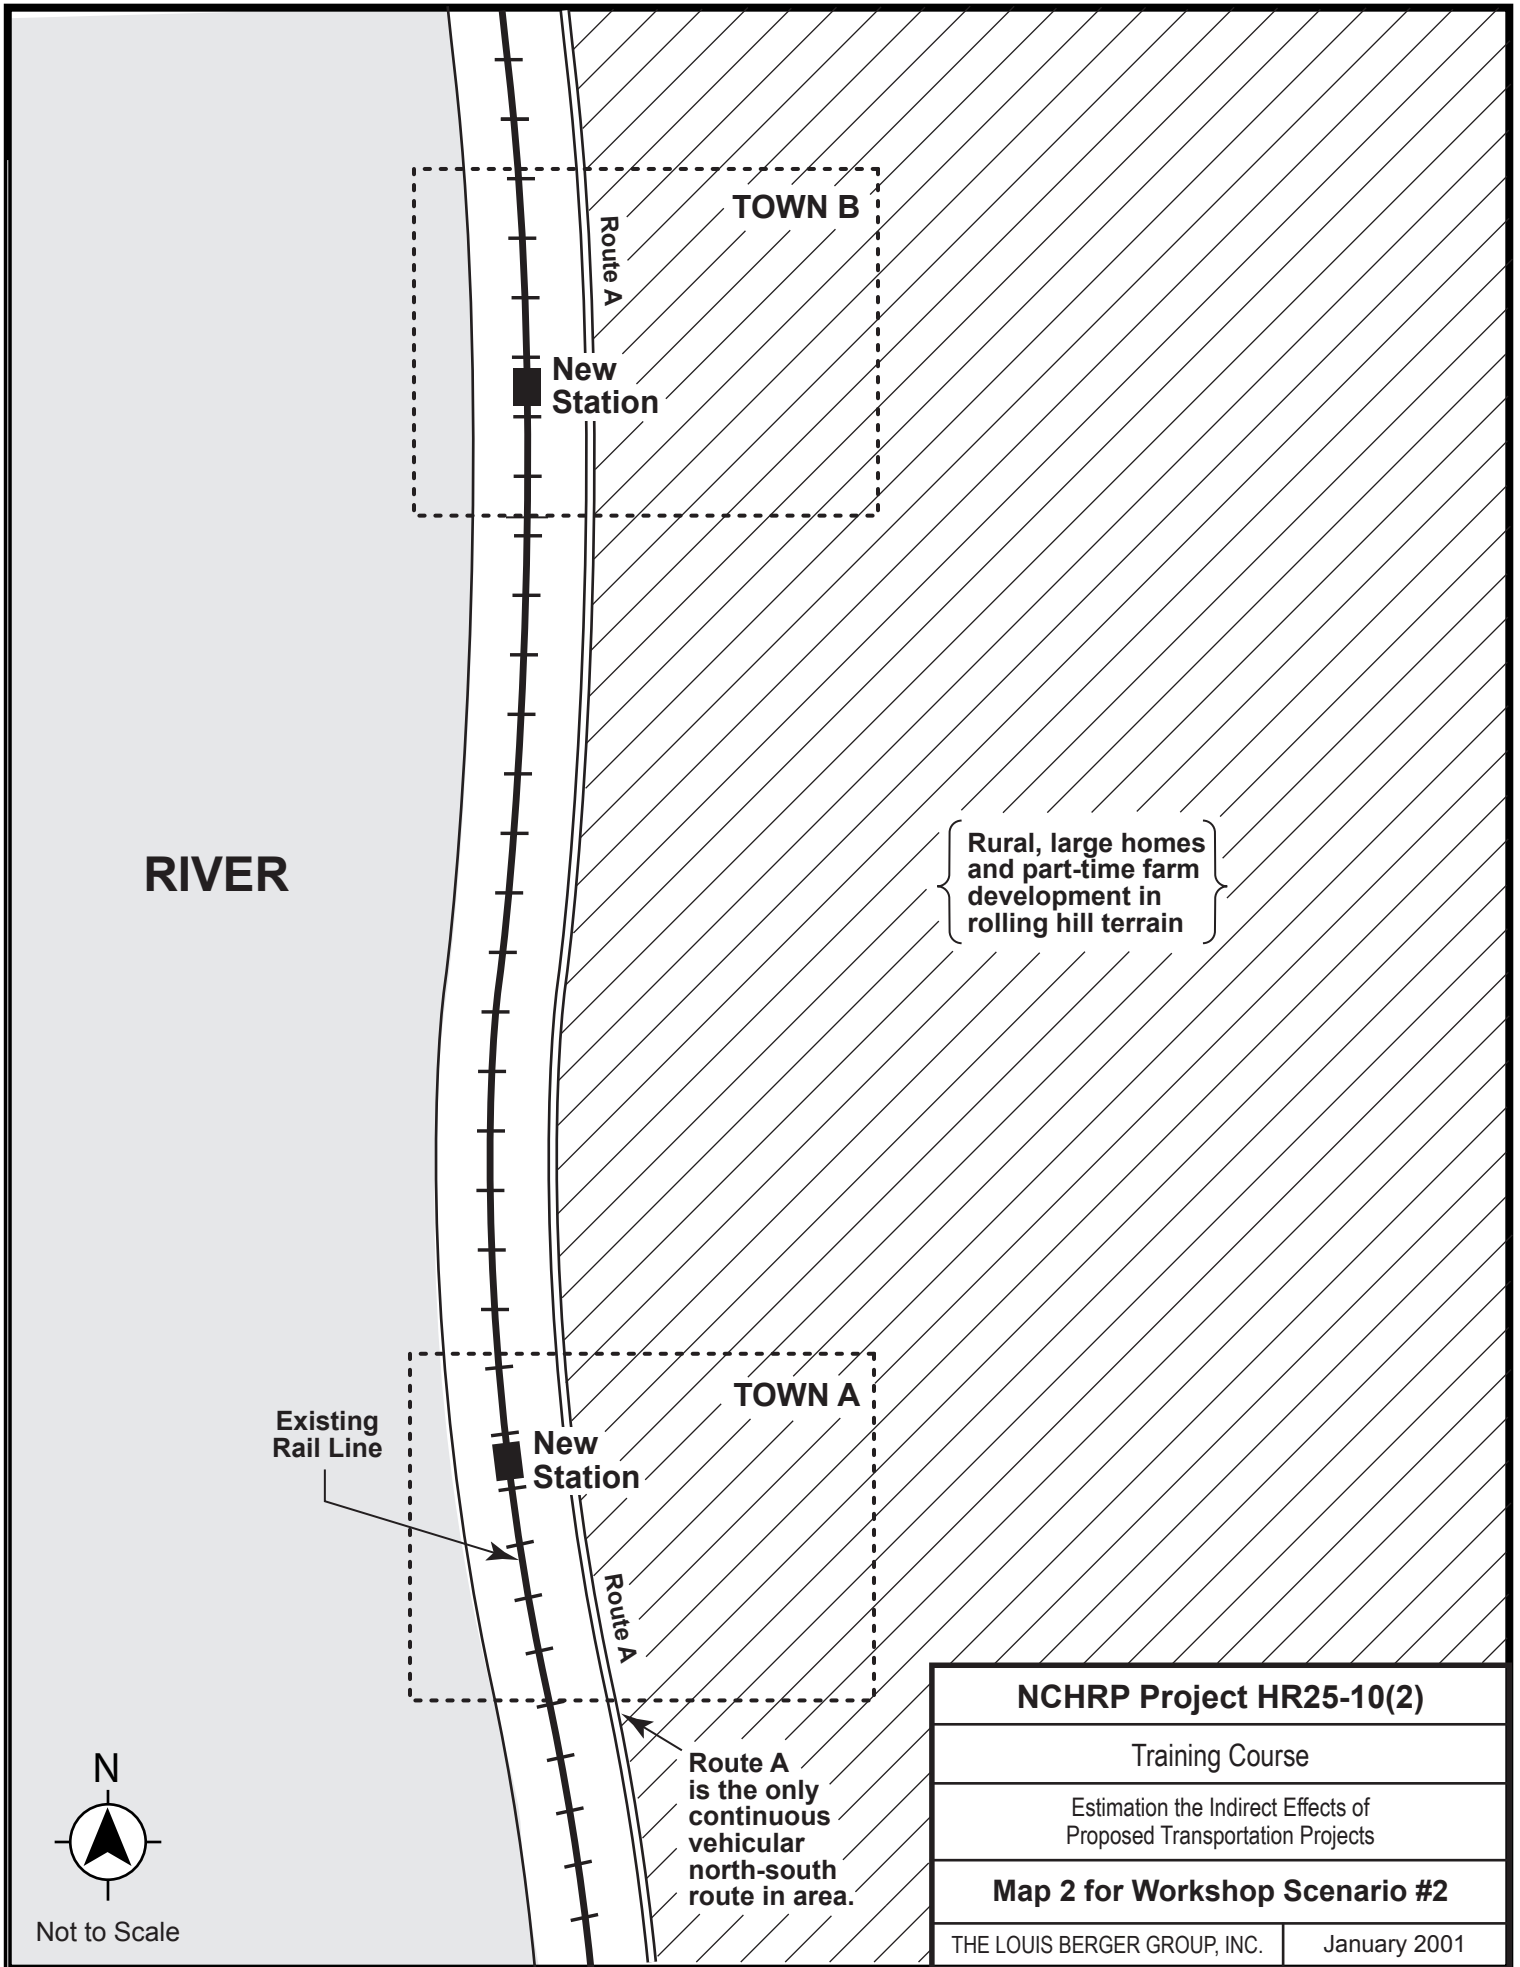 TOWN B
Route A
New
Station
RIVER
Rural, large homes
and part-time farm
development in
rolling hill terrain
TOWN A
Existing
Rail Line
New
Station
Route A
Route A
is the only
continuous
vehicular
north-south
route in area.
N
Not to Scale
NCHRP Project HR25-10(2)
Training Course
Estimation the Indirect Effects of
Proposed Transportation Projects
Map 2 for Workshop Scenario #2
THE LOUIS BERGER GROUP, INC.
January 2001